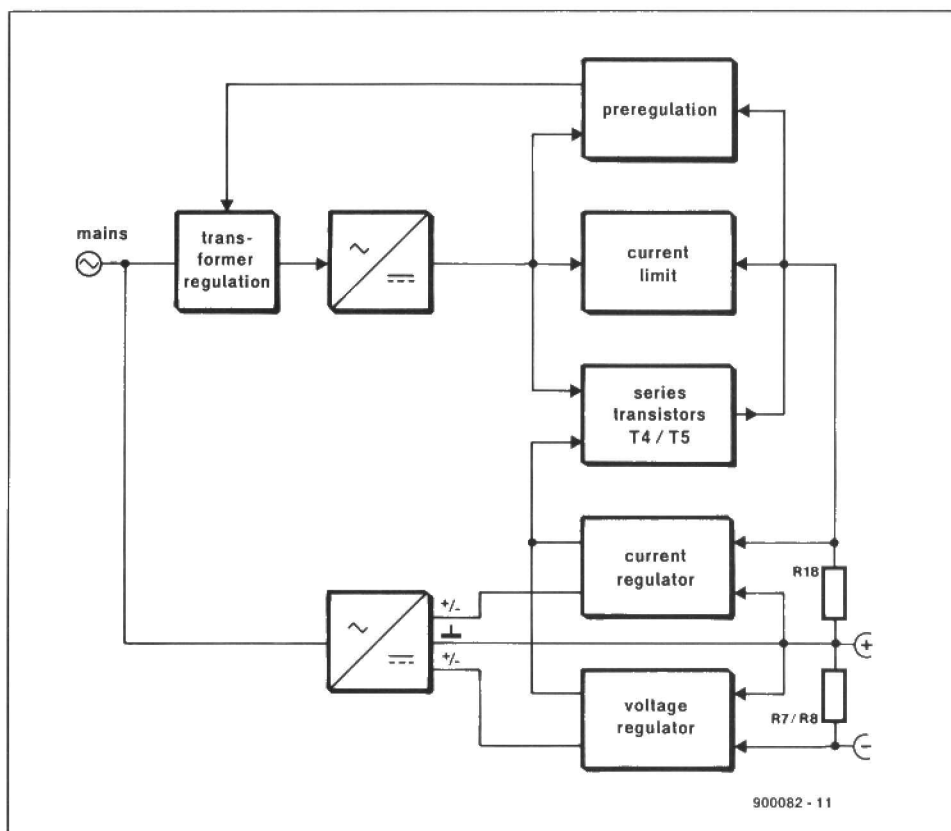 preregulation
mains
trans-
former
regulation
current
limit
series
transistors
T4 / T5
current
regulator
R18
+/-
+/-
voltage
regulator
R7 / R8
+
-
900082 - 11